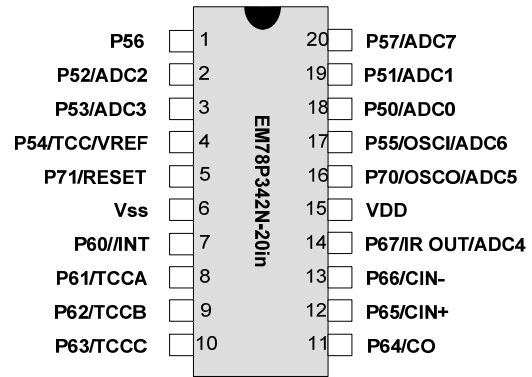 P56 1 20 P57/ADC7
P52/ADC2 2 19 P51/ADC1
P53/ADC3 3 18 P50/ADC0
P54/TCC/VREF 4 17 P55/OSCI/ADC6
P71/RESET 5 16 P70/OSCO/ADC5
Vss 6 15 VDD
P60//INT 7 14 P67/IR OUT/ADC4
P61/TCCA 8 13 P66/CIN-
P62/TCCB 9 12 P65/CIN+
P63/TCCC 10 11 P64/CO
EM78P342N-20in